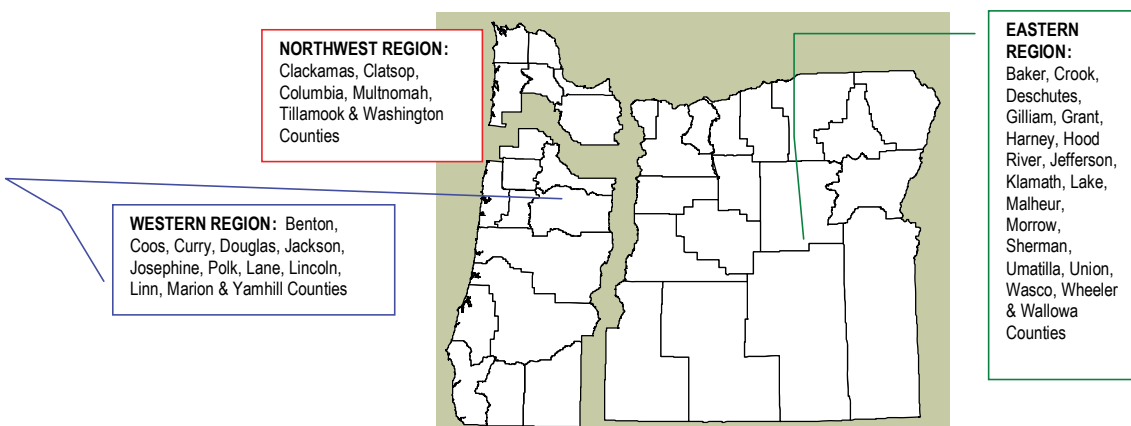 NORTHWEST REGION:
Clackamas, Clatsop,
Columbia, Multnomah,
Tillamook & Washington
Counties
WESTERN REGION: Benton,
Coos, Curry, Douglas, Jackson,
Josephine, Polk, Lane, Lincoln,
Linn, Marion & Yamhill Counties
EASTERN
REGION:
Baker, Crook,
Deschutes,
Gilliam, Grant,
Harney, Hood
River, Jefferson,
Klamath, Lake,
Malheur,
Morrow,
Sherman,
Umatilla, Union,
Wasco, Wheeler
& Wallowa
Counties